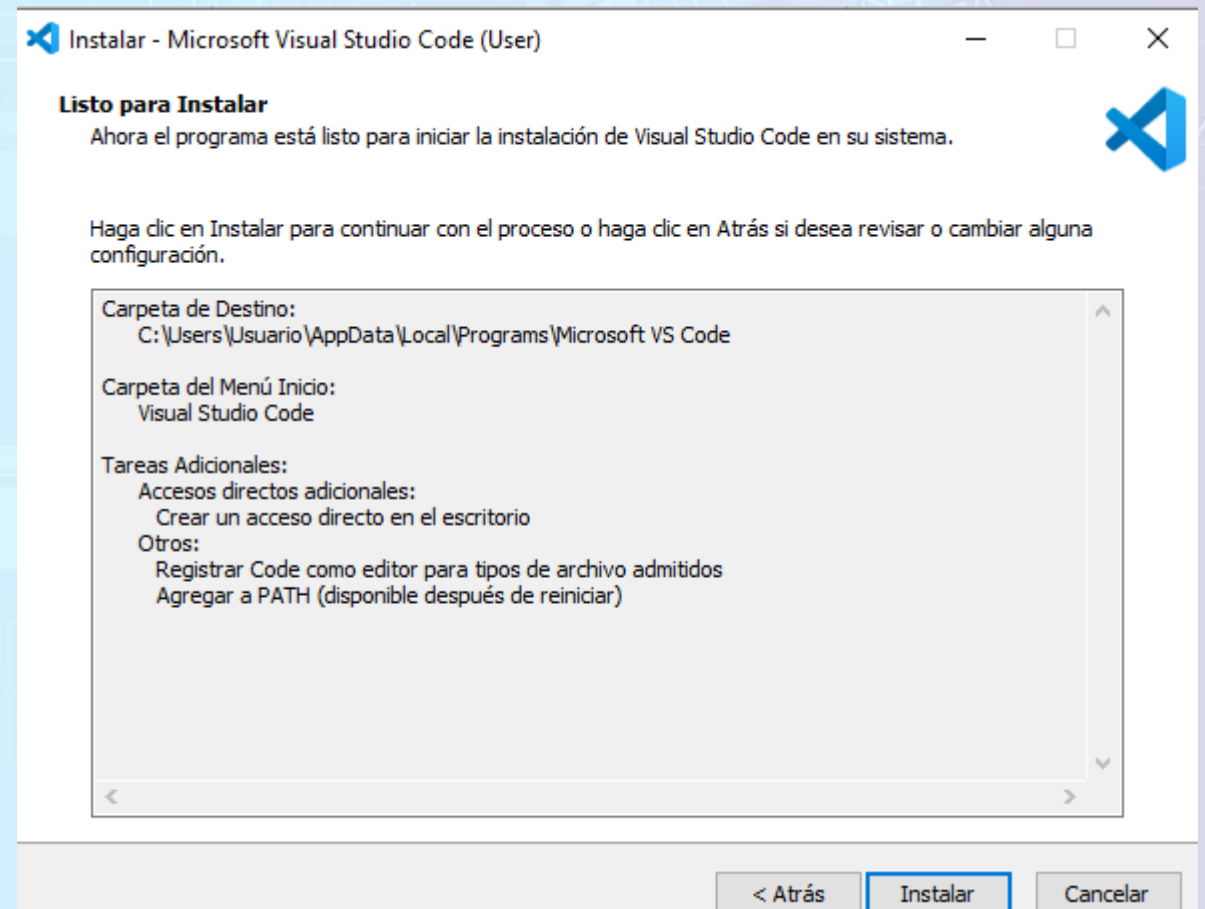 Instalar - Microsoft Visual Studio Code (User)
Listo para Instalar
Ahora el programa está listo para iniciar la instalación de Visual Studio Code en su sistema.
Haga clic en Instalar para continuar con el proceso o haga clic en Atrás si desea revisar o cambiar alguna
configuración.
Carpeta de Destino:
C:\Users\Usuario\AppData\Local\Programs\Microsoft VS Code
Carpeta del Menú Inicio:
Visual Studio Code
Tareas Adicionales:
Accesos directos adicionales:
Crear un acceso directo en el escritorio
Otros:
Registrar Code como editor para tipos de archivo admitidos
Agregar a PATH (disponible después de reiniciar)
< Atrás
Instalar
Cancelar